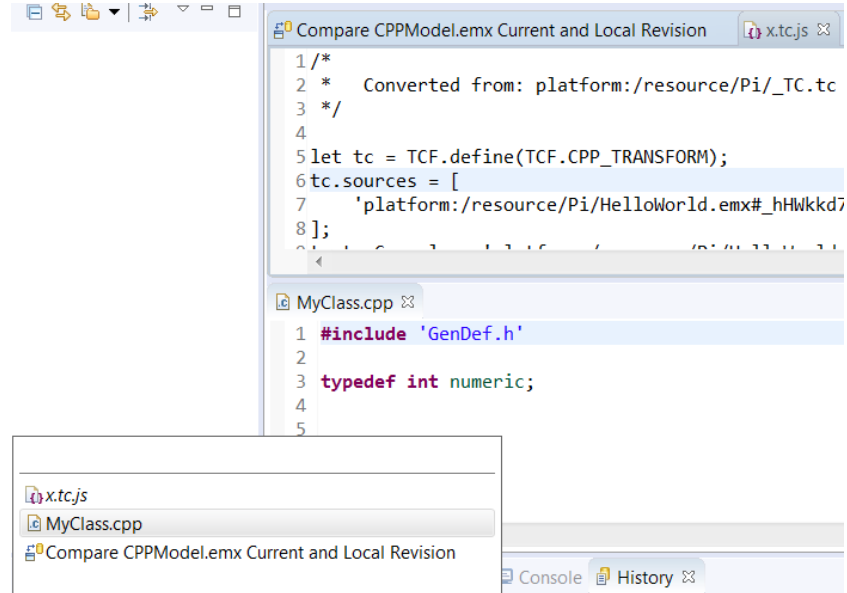 Compare CPPModel.emx Current and Local Revision
x.tc.js
1 /*
2 *   Converted from: platform:/resource/Pi/_TC.tc
3 */
4
5 let tc = TCF.define(TCF.CPP_TRANSFORM);
6 tc.sources = [
7     'platform:/resource/Pi/HelloWorld.emx#_hHWkkd7
8 ];
MyClass.cpp
1 #include 'GenDef.h'
2
3 typedef int numeric;
4
5
x.tc.js
MyClass.cpp
Compare CPPModel.emx Current and Local Revision
Console
History